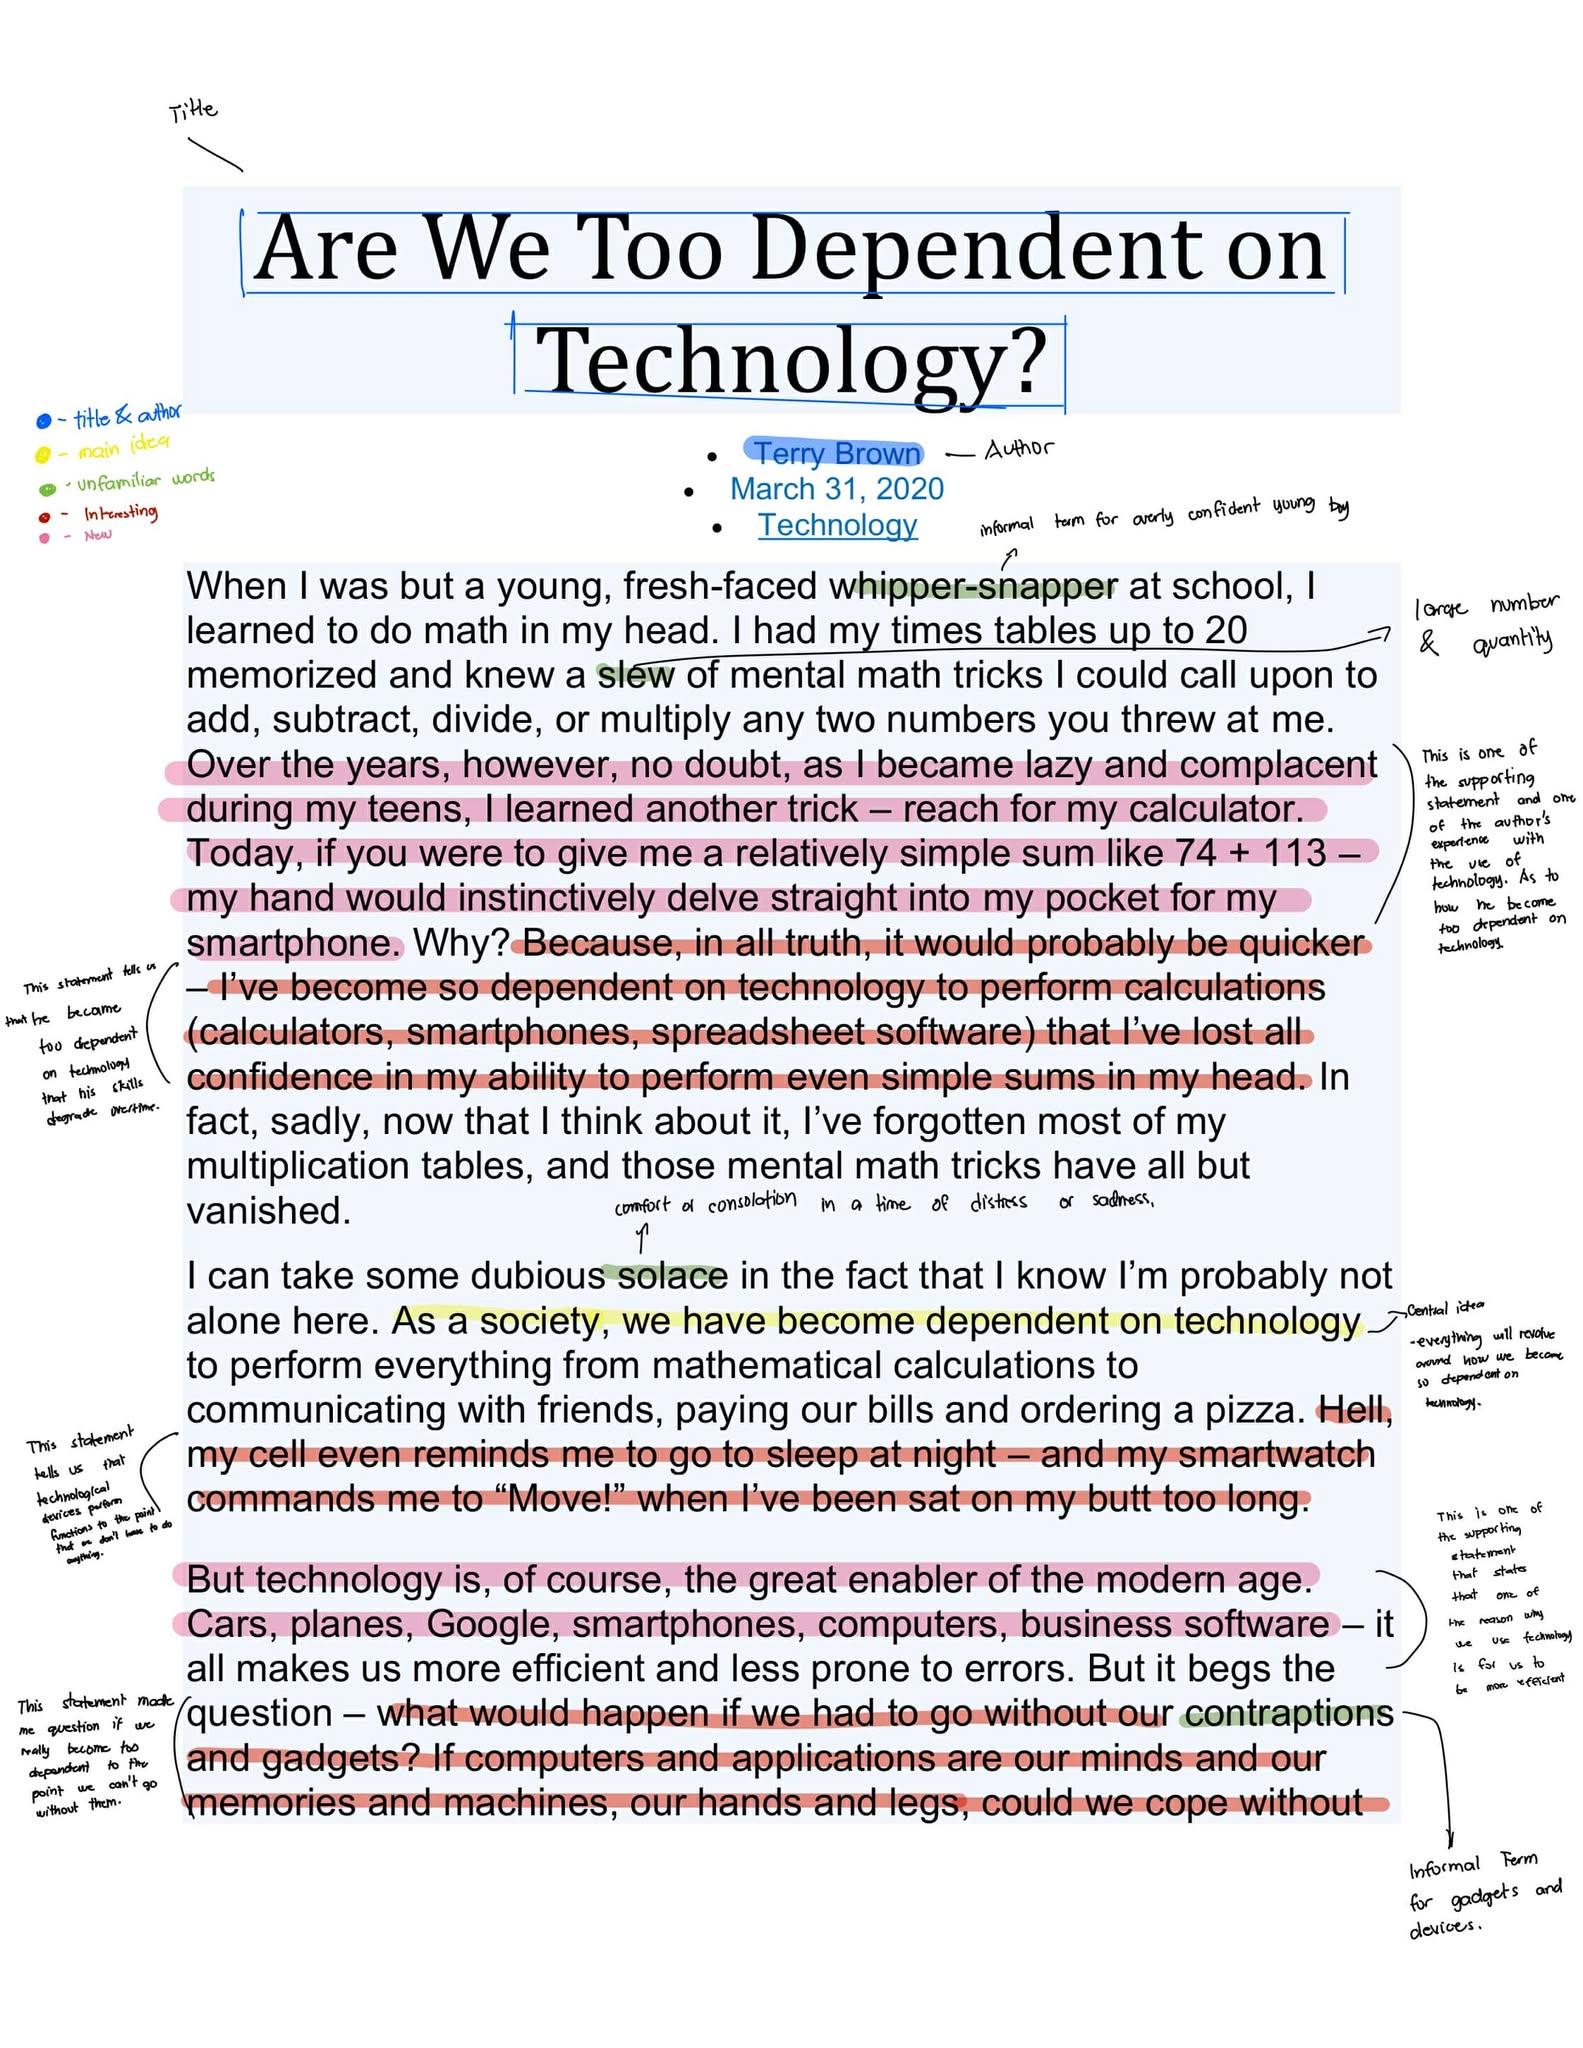 Title
Are We Too Dependent on
Technology?
- title & author
- main idea
- unfamiliar words
- Interesting
- New
• Terry Brown — Author
• March 31, 2020
• Technology
informal term for overly confident young boy
When I was but a young, fresh-faced whipper-snapper at school, I
learned to do math in my head. I had my times tables up to 20
memorized and knew a slew of mental math tricks I could call upon to
add, subtract, divide, or multiply any two numbers you threw at me.
Over the years, however, no doubt, as I became lazy and complacent
during my teens, I learned another trick – reach for my calculator.
Today, if you were to give me a relatively simple sum like 74 + 113 –
my hand would instinctively delve straight into my pocket for my
smartphone. Why? Because, in all truth, it would probably be quicker
– I’ve become so dependent on technology to perform calculations
(calculators, smartphones, spreadsheet software) that I’ve lost all
confidence in my ability to perform even simple sums in my head. In
fact, sadly, now that I think about it, I’ve forgotten most of my
multiplication tables, and those mental math tricks have all but
vanished.
large number
& quantity
This is one of
the supporting
statement and one
of the author's
experience with
the use of
technology. As to
how he become
too dependent on
technology.
This statement tells us
that he became
too dependent
on technology
that his skills
degrade overtime.
comfort or consolation in a time of distress or sadness.
I can take some dubious solace in the fact that I know I’m probably not
alone here. As a society, we have become dependent on technology
to perform everything from mathematical calculations to
communicating with friends, paying our bills and ordering a pizza. Hell,
my cell even reminds me to go to sleep at night – and my smartwatch
commands me to “Move!” when I’ve been sat on my butt too long.
Central idea
-everything will revolve
around how we become
so dependent on
technology.
This statement
tells us that
technological
devices perform
functions to the point
that we don't have to do
anything.
But technology is, of course, the great enabler of the modern age.
Cars, planes, Google, smartphones, computers, business software – it
all makes us more efficient and less prone to errors. But it begs the
question – what would happen if we had to go without our contraptions
and gadgets? If computers and applications are our minds and our
memories and machines, our hands and legs, could we cope without
This is one of
the supporting
statement
that states
that one of
the reason why
we use technology
is for us to
be more efficient
This statement made
me question if we
really become too
dependent to the
point we can't go
without them.
Informal Term
for gadgets and
devices.